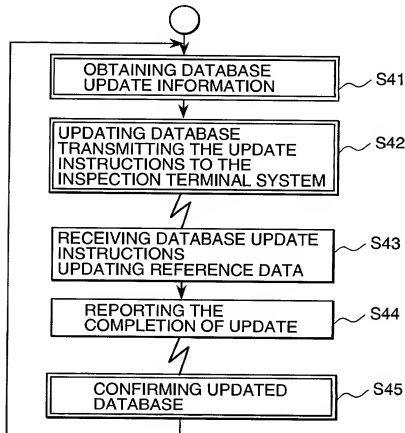 OBTAINING DATABASE
UPDATE INFORMATION
S41
UPDATING DATABASE
TRANSMITTING THE UPDATE
INSTRUCTIONS TO THE
INSPECTION TERMINAL SYSTEM
S42
RECEIVING DATABASE UPDATE
INSTRUCTIONS
UPDATING REFERENCE DATA
S43
REPORTING THE
COMPLETION OF UPDATE
S44
CONFIRMING UPDATED
DATABASE
S45